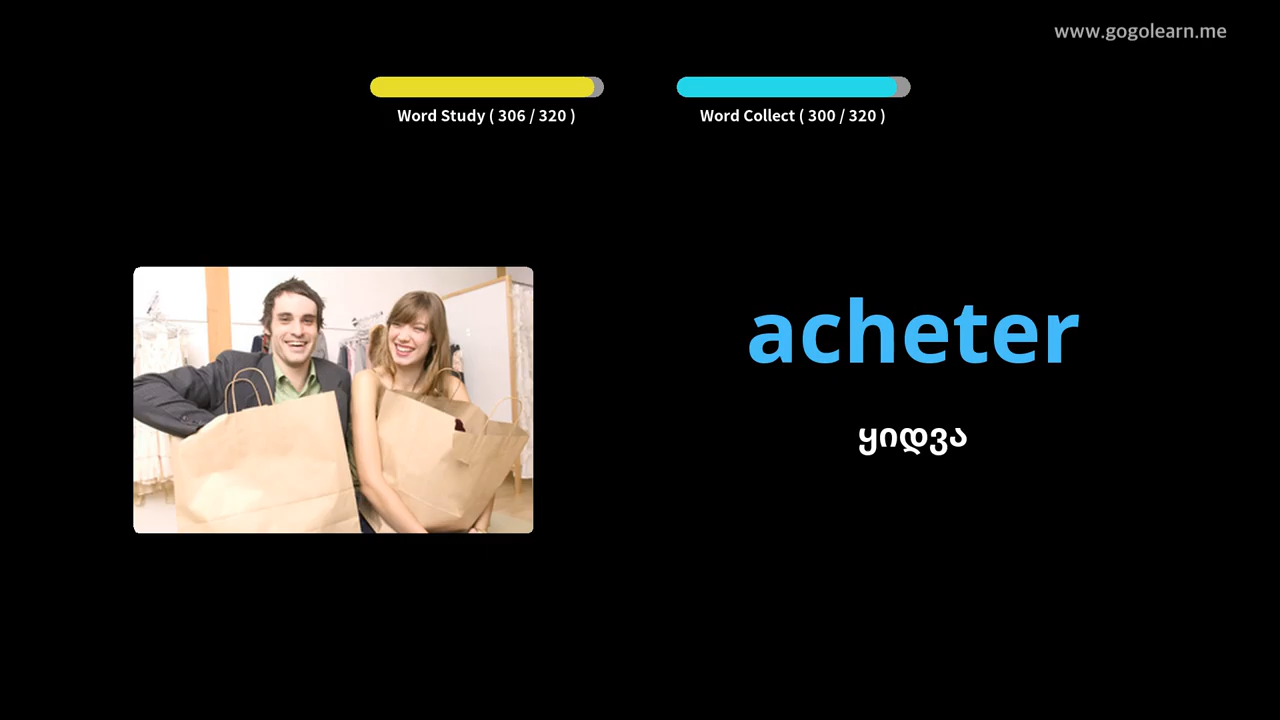 www.gogolearn.me
Word Study ( 306 / 320 )
Word Collect ( 300 / 320 )
acheter
ყიდვა